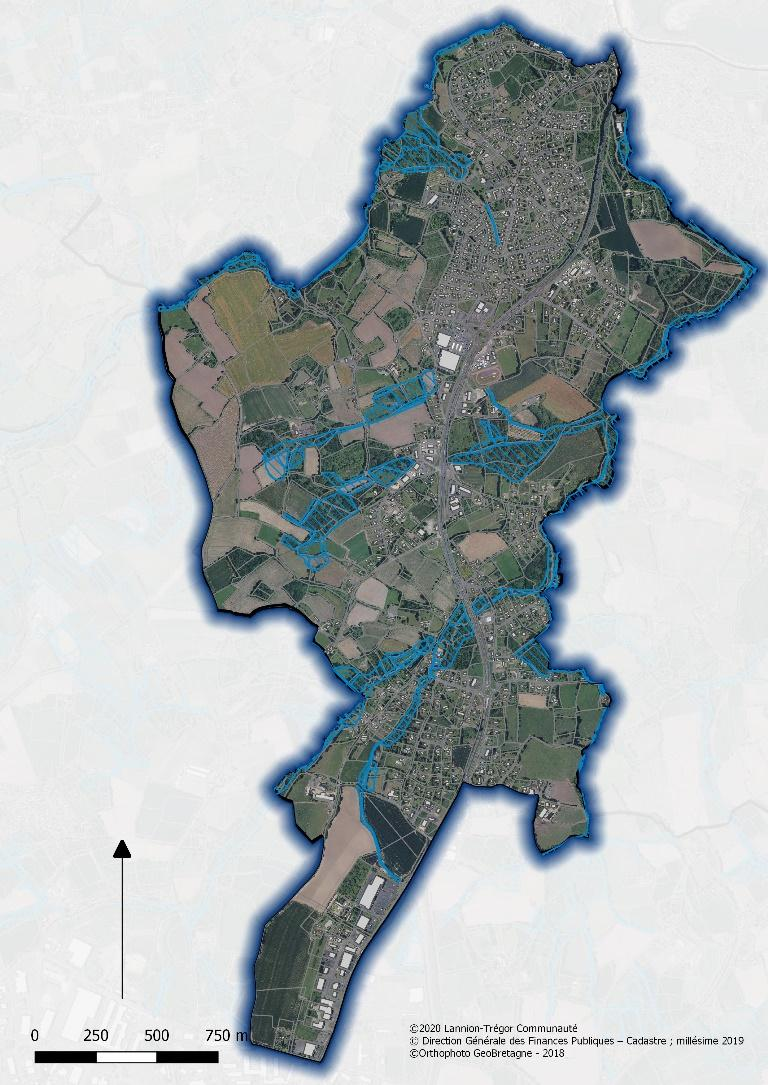 0 250 500 750 m
©2020 Lannion-Trégor Communauté
© Direction Générale des Finances Publiques – Cadastre ; millésime 2019
©Orthophoto GeoBretagne - 2018